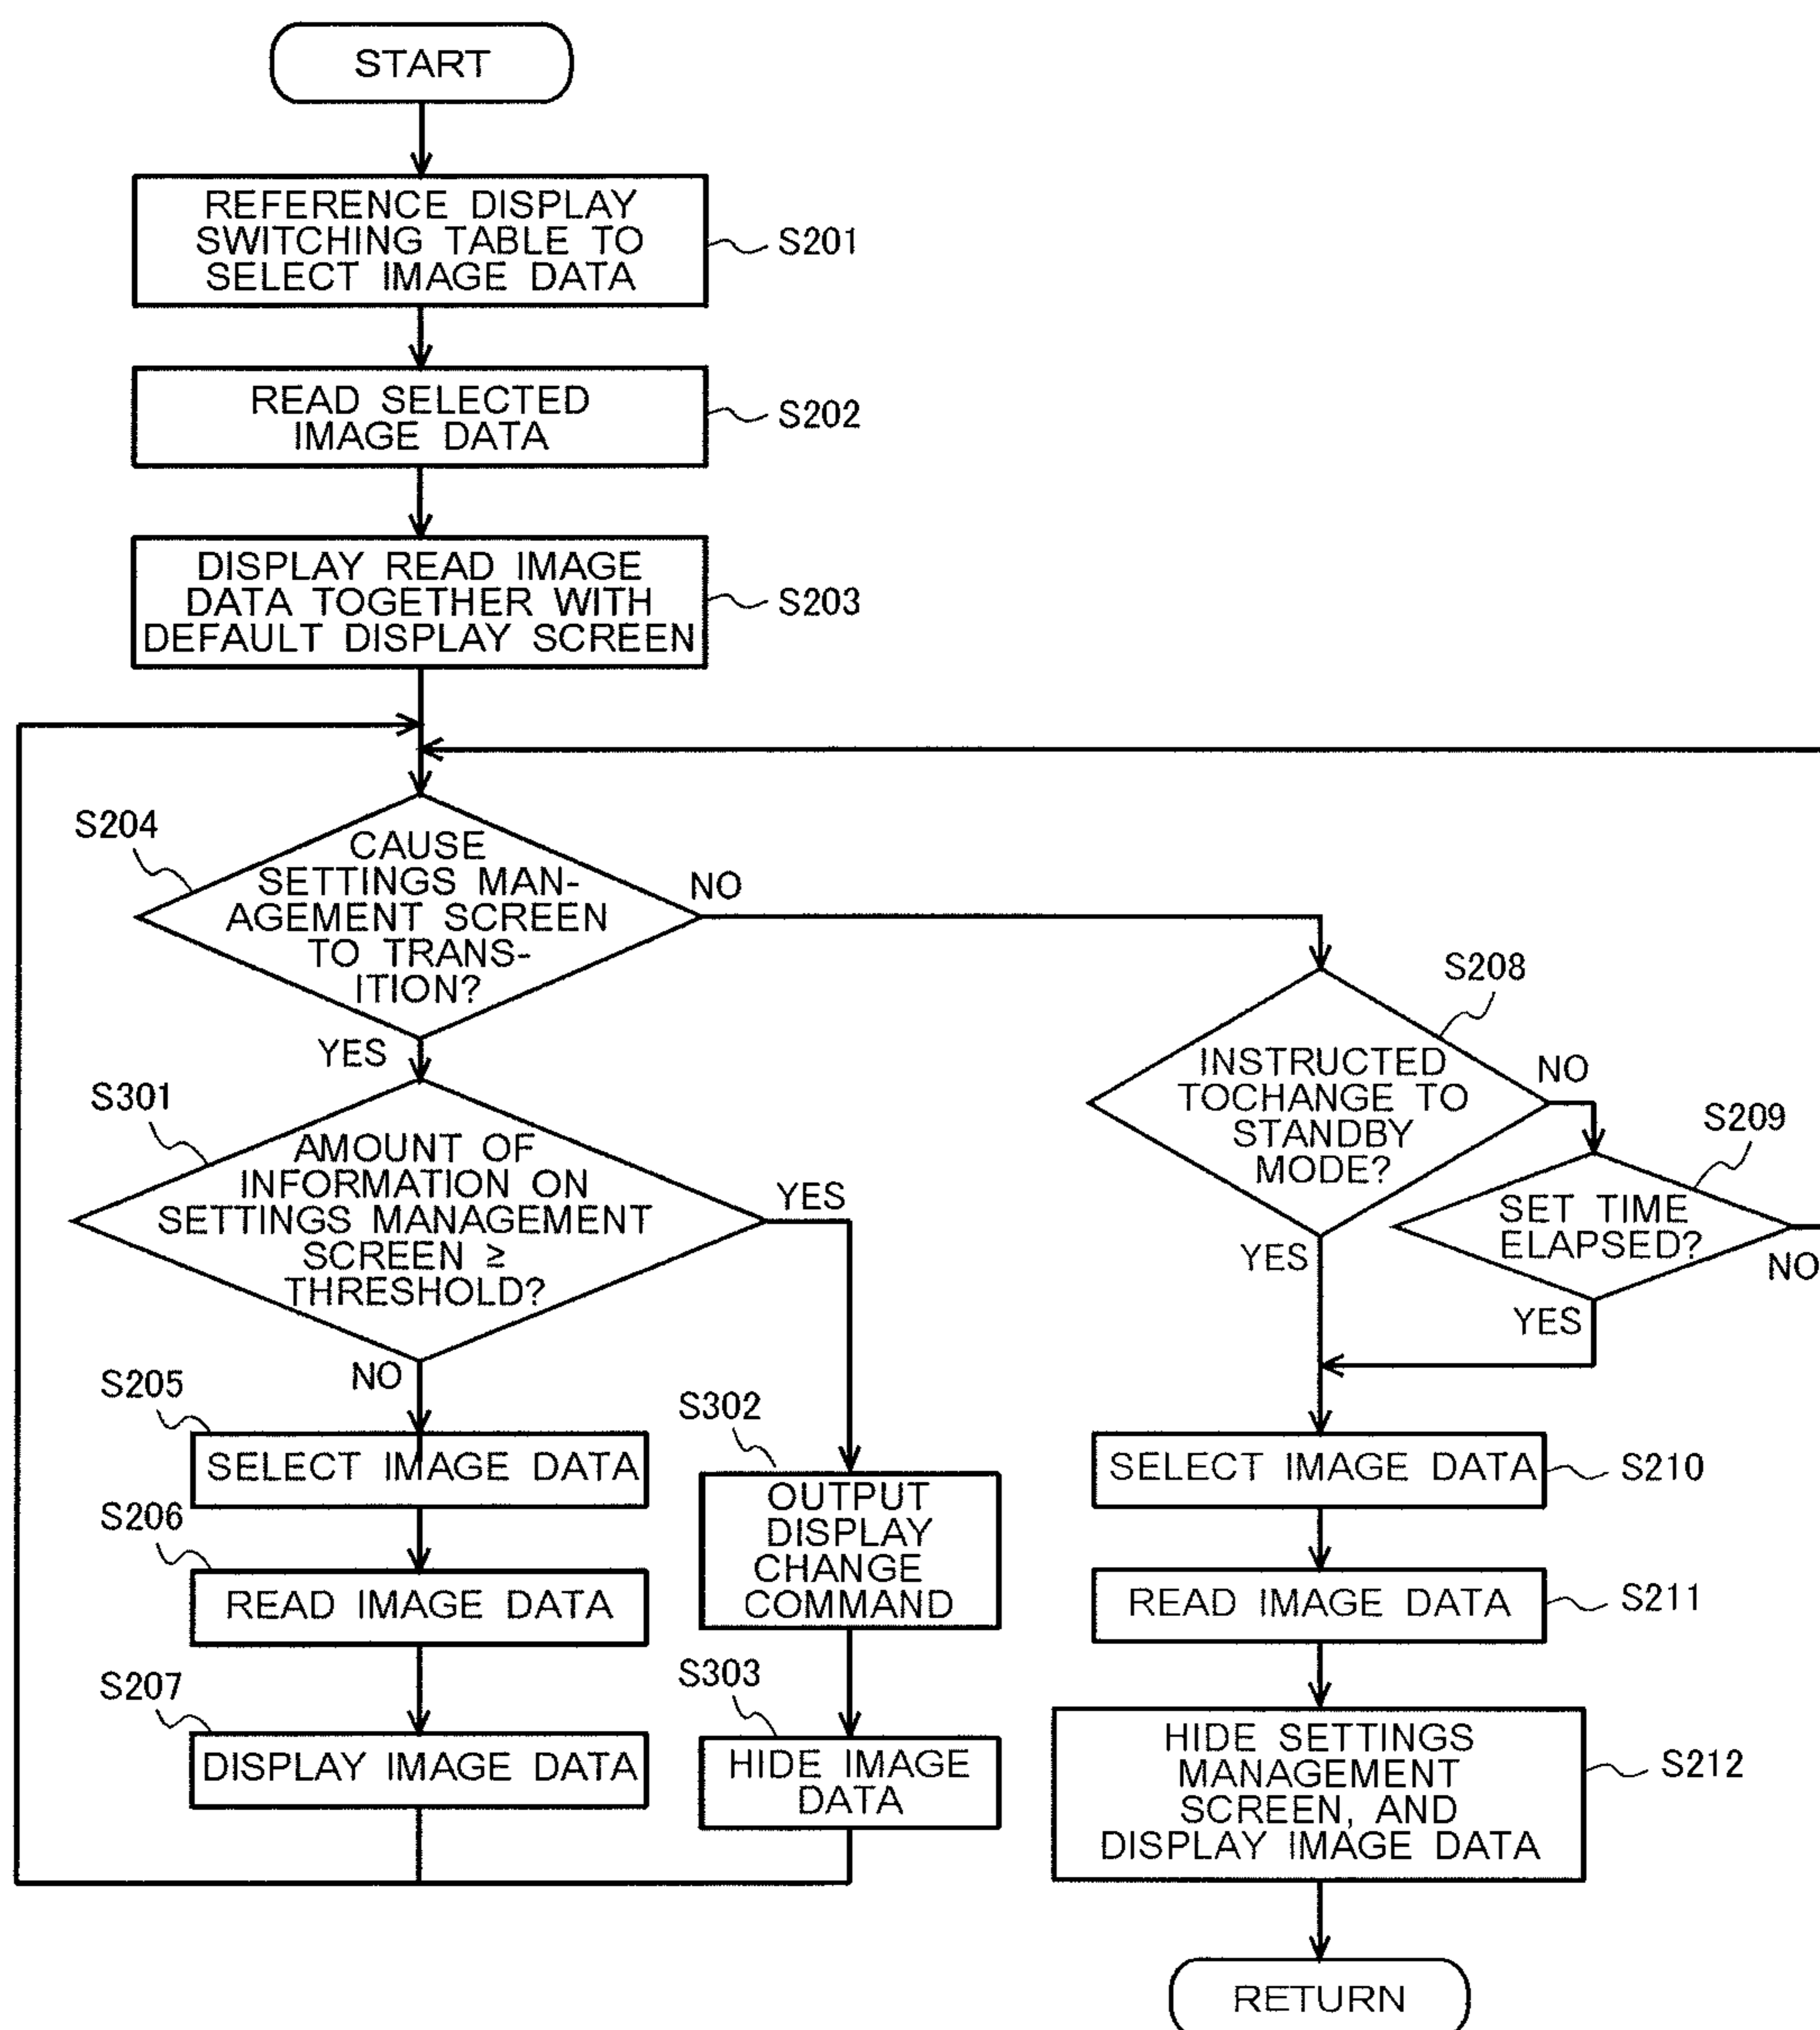 START
REFERENCE DISPLAY
SWITCHING TABLE TO
SELECT IMAGE DATA
S201
READ SELECTED
IMAGE DATA
S202
DISPLAY READ IMAGE
DATA TOGETHER WITH
DEFAULT DISPLAY SCREEN
S203
S204
CAUSE
SETTINGS MAN-
AGEMENT SCREEN
TO TRANS-
ITION?
NO
YES
S301
AMOUNT OF
INFORMATION ON
SETTINGS MANAGEMENT
SCREEN ≥
THRESHOLD?
YES
NO
S205
SELECT IMAGE DATA
S206
READ IMAGE DATA
S207
DISPLAY IMAGE DATA
S302
OUTPUT
DISPLAY
CHANGE
COMMAND
S303
HIDE IMAGE
DATA
S208
INSTRUCTED
TOCHANGE TO
STANDBY
MODE?
NO
YES
S209
SET TIME
ELAPSED?
NO
YES
SELECT IMAGE DATA
S210
READ IMAGE DATA
S211
HIDE SETTINGS
MANAGEMENT
SCREEN, AND
DISPLAY IMAGE DATA
S212
RETURN